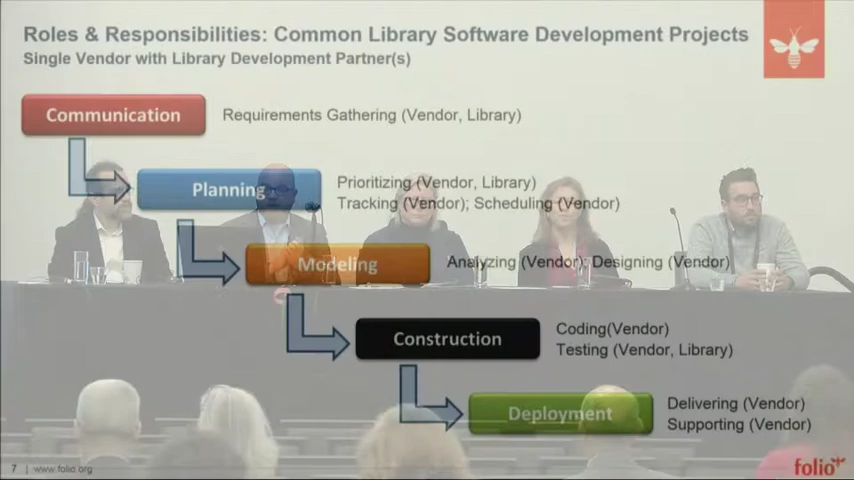 Roles & Responsibilities: Common Library Software Development Projects
Single Vendor with Library Development Partner(s)
Communication
Requirements Gathering (Vendor, Library)
Planning
Prioritizing (Vendor, Library)
Tracking (Vendor); Scheduling (Vendor)
Modeling
Analyzing (Vendor); Designing (Vendor)
Construction
Coding(Vendor)
Testing (Vendor, Library)
Deployment
Delivering (Vendor)
Supporting (Vendor)
7 | www.folio.org
folio